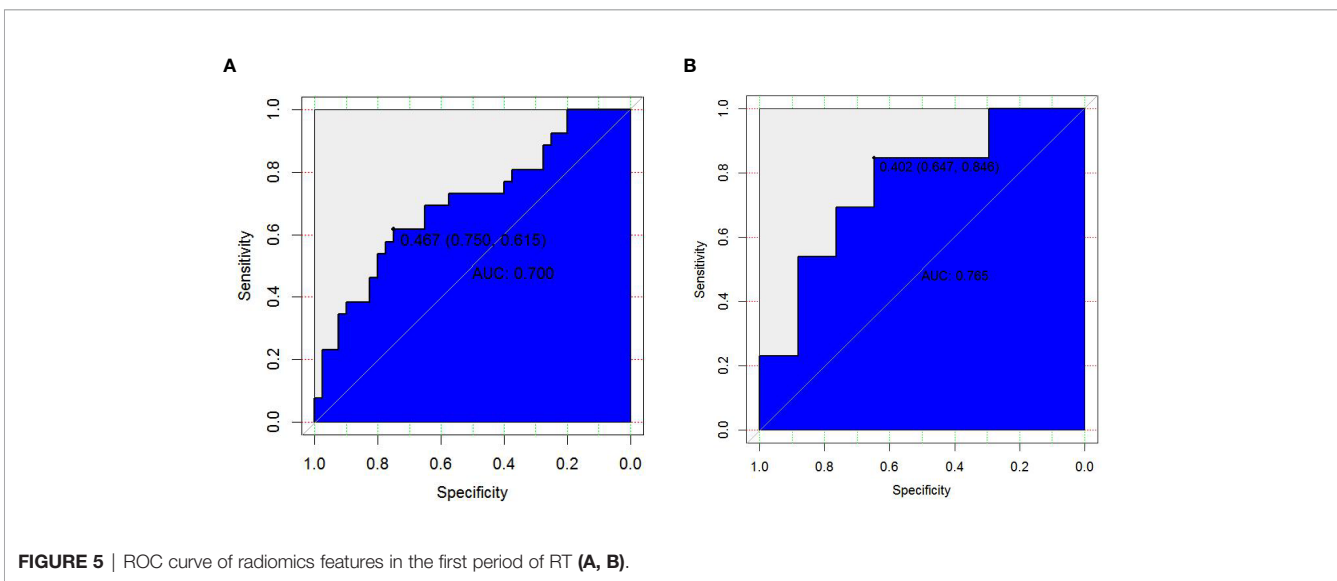 A
B
Sensitivity
1.0
0.8
0.6
0.4
0.2
0.0
0.467 (0.750, 0.615)
AUC: 0.700
1.0 0.8 0.6 0.4 0.2 0.0
Specificity
Sensitivity
1.0
0.8
0.6
0.4
0.2
0.0
0.402 (0.647, 0.846)
AUC: 0.765
1.0 0.8 0.6 0.4 0.2 0.0
Specificity
FIGURE 5 | ROC curve of radiomics features in the first period of RT (A, B).